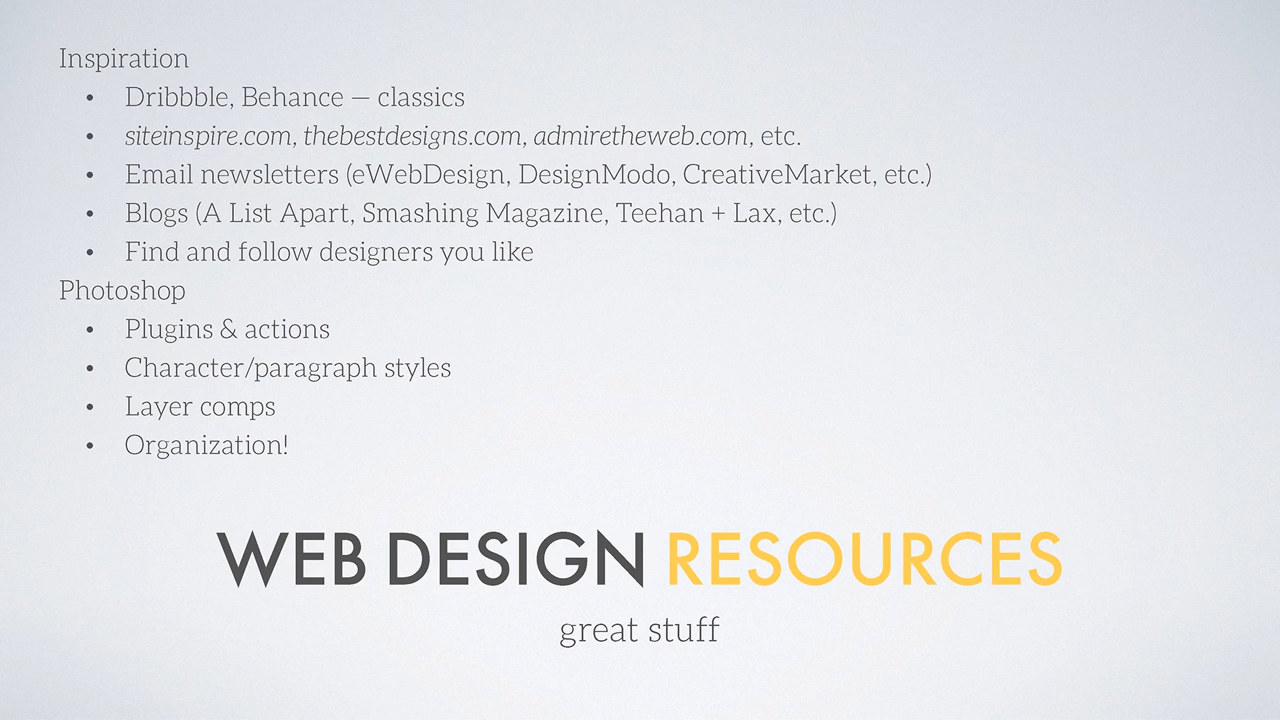 Inspiration
• Dribbble, Behance — classics
• siteinspire.com, thebestdesigns.com, admiretheweb.com, etc.
• Email newsletters (eWebDesign, DesignModo, CreativeMarket, etc.)
• Blogs (A List Apart, Smashing Magazine, Teehan + Lax, etc.)
• Find and follow designers you like
Photoshop
• Plugins & actions
• Character/paragraph styles
• Layer comps
• Organization!
WEB DESIGN RESOURCES
great stuff